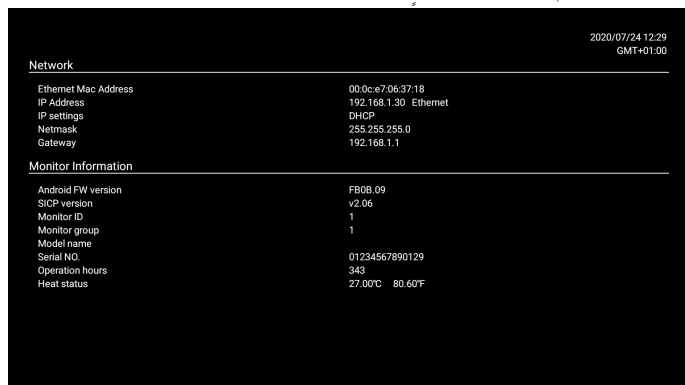 2020/07/24 12:29
GMT+01:00
Network
Ethernet Mac Address 00:0c:e7:06:37:18
IP Address 192.168.1.30 Ethernet
IP settings DHCP
Netmask 255.255.255.0
Gateway 192.168.1.1
Monitor Information
Android FW version FB0B.09
SICP version v2.06
Monitor ID 1
Monitor group 1
Model name
Serial NO. 01234567890129
Operation hours 343
Heat status 27.00℃ 80.60℉